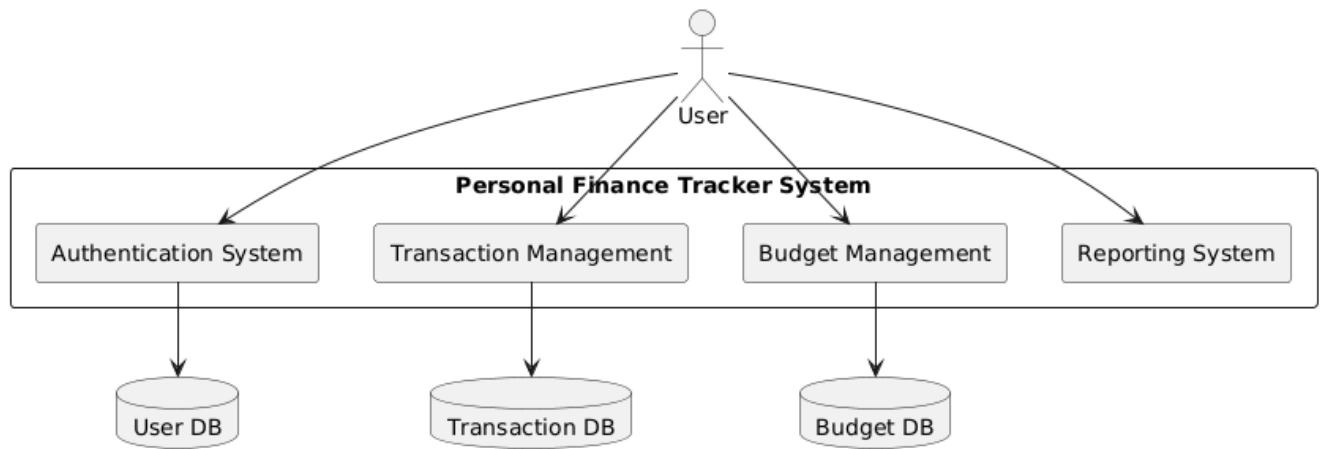 User
Personal Finance Tracker System
Authentication System
Transaction Management
Budget Management
Reporting System
User DB
Transaction DB
Budget DB